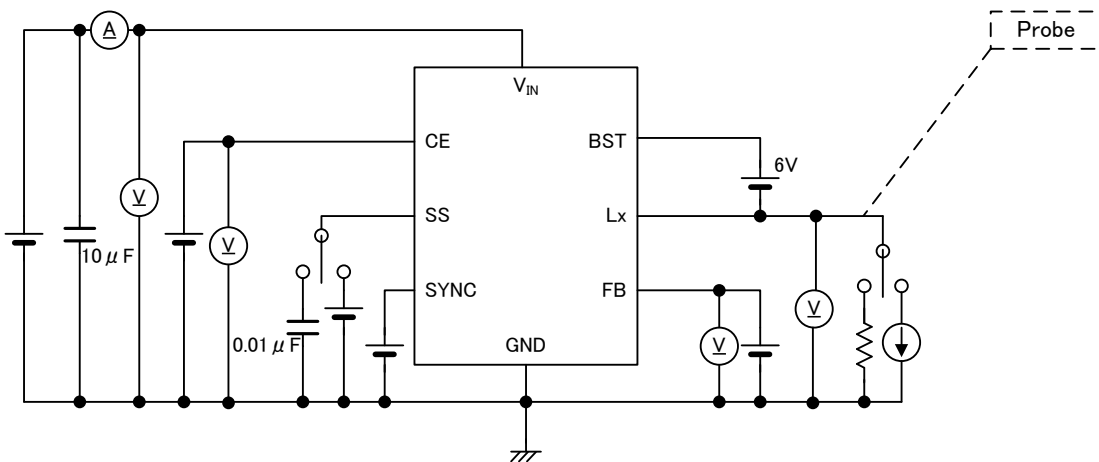 Probe
A
V_IN
CE
BST
6V
V
SS
Lx
V
10μF
SYNC
FB
V
0.01μF
GND
V